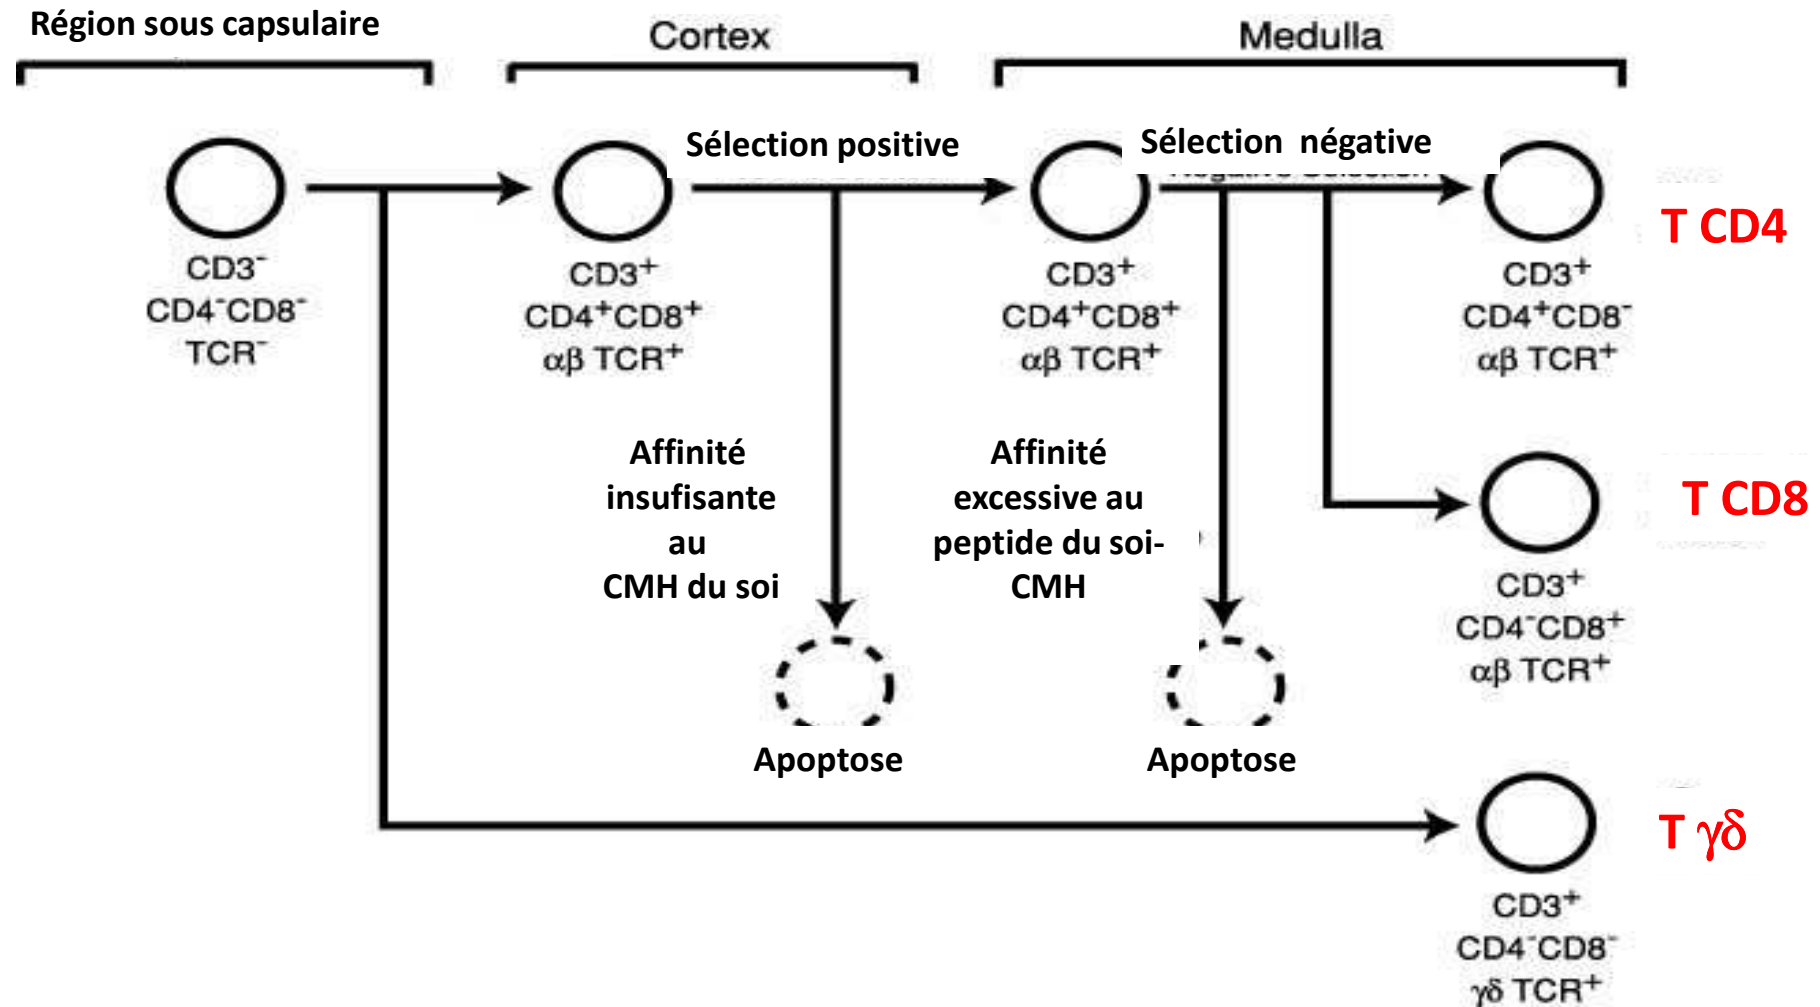 Région sous capsulaire
Cortex
Medulla
Sélection positive
Sélection négative
CD3⁻
CD4⁻CD8⁻
TCR⁻
CD3⁺
CD4⁺CD8⁺
αβ TCR⁺
CD3⁺
CD4⁺CD8⁺
αβ TCR⁺
CD3⁺
CD4⁺CD8⁻
αβ TCR⁺
T CD4
Affinité
insufisante
au
CMH du soi
Affinité
excessive au
peptide du soi-
CMH
T CD8
CD3⁺
CD4⁻CD8⁺
αβ TCR⁺
Apoptose
Apoptose
T γδ
CD3⁺
CD4⁻CD8⁻
γδ TCR⁺